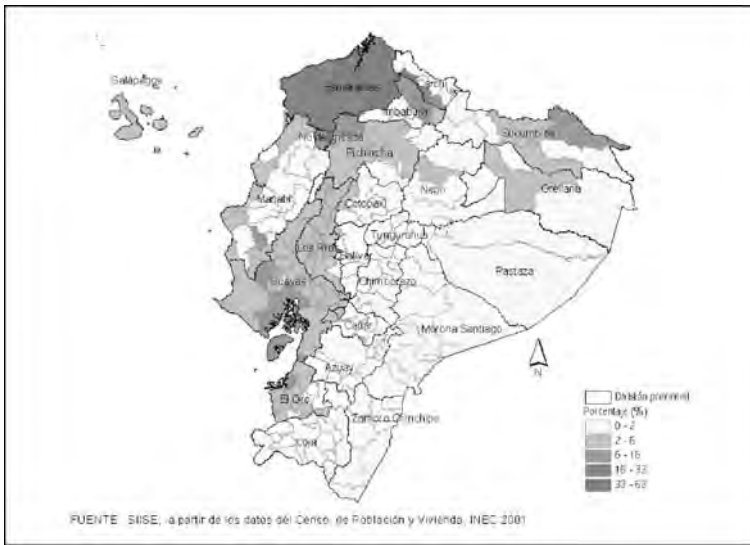 Galápagos
Esmeraldas
Carchi
Imbabura
Sucumbíos
Pichincha
Napo
Orellana
Manabí
Cotopaxi
Tungurahua
Los Ríos
Bolívar
Pastaza
Guayas
Chimborazo
Cañar
Morona Santiago
Azuay
N
El Oro
Zamora Chinchipe
Loja
División provincial
Porcentaje (%)
0 - 2
2 - 6
6 - 16
16 - 33
33 - 63
FUENTE: SIISE, a partir de los datos del Censo de Población y Vivienda, INEC 2001